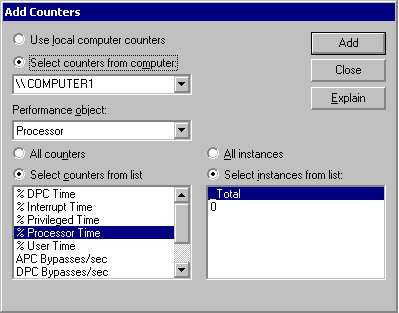 Add Counters
Use local computer counters
Select counters from computer:
\\COMPUTER1
Performance object:
Processor
All counters
Select counters from list
% DPC Time
% Interrupt Time
% Privileged Time
% Processor Time
% User Time
APC Bypasses/sec
DPC Bypasses/sec
All instances
Select instances from list:
_Total
0
Add
Close
Explain